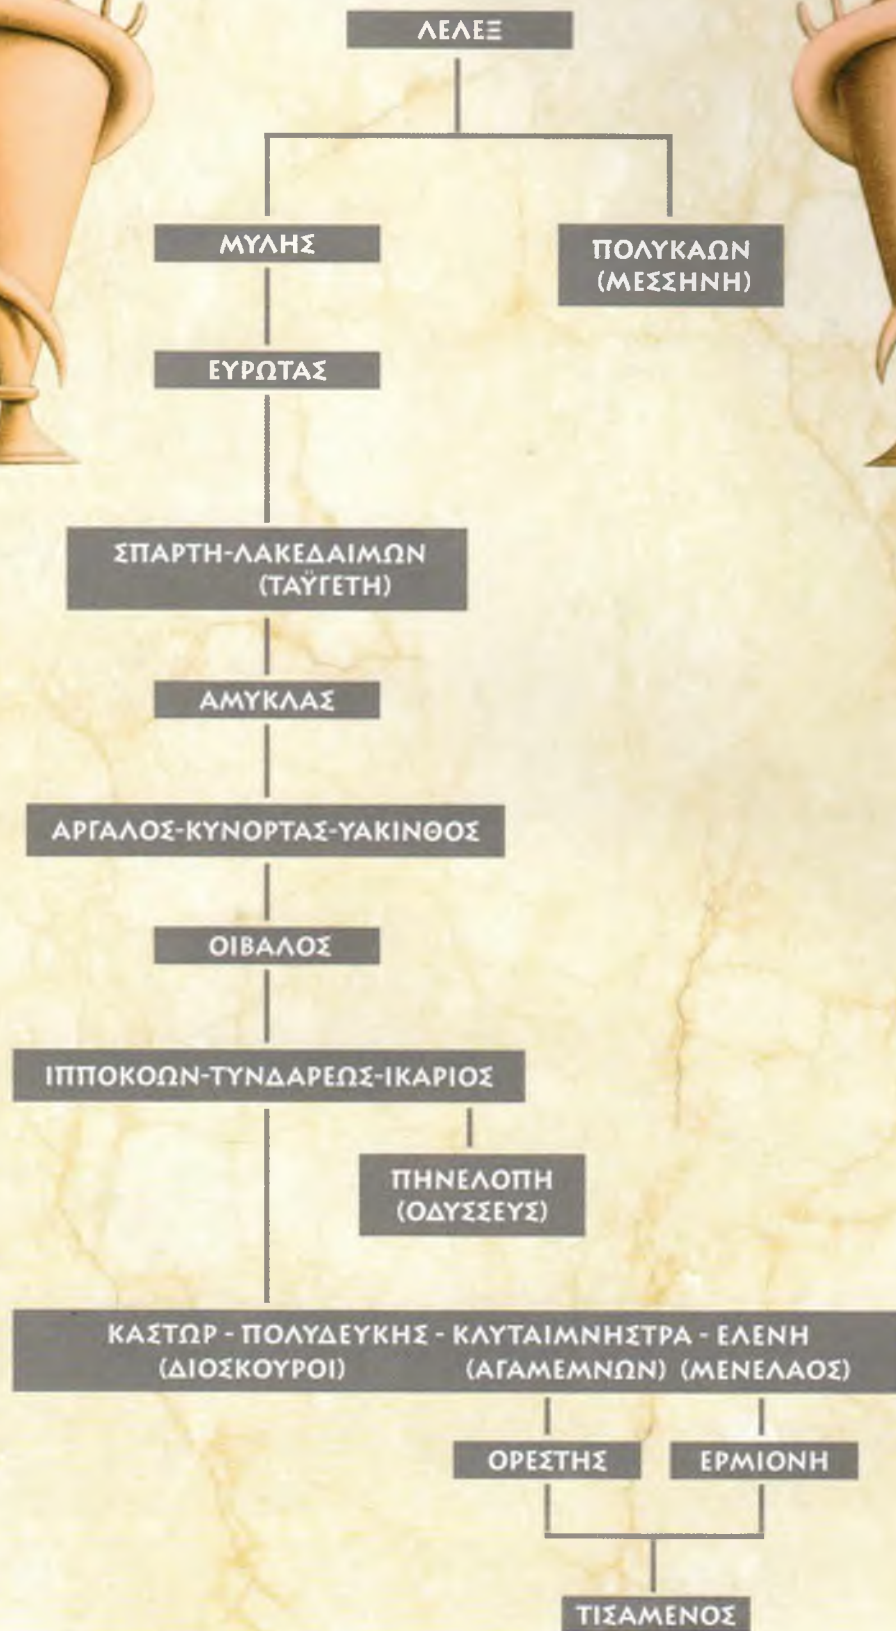 ΛΕΛΕΞ
ΜΥΛΗΣ
ΠΟΛΥΚΑΩΝ
(ΜΕΣΣΗΝΗ)
ΕΥΡΩΤΑΣ
ΣΠΑΡΤΗ-ΛΑΚΕΔΑΙΜΩΝ
(ΤΑΫΓΕΤΗ)
ΑΜΥΚΛΑΣ
ΑΡΓΑΛΟΣ-ΚΥΝΟΡΤΑΣ-ΥΑΚΙΝΘΟΣ
ΟΙΒΑΛΟΣ
ΙΠΠΟΚΟΩΝ-ΤΥΝΔΑΡΕΩΣ-ΙΚΑΡΙΟΣ
ΠΗΝΕΛΟΠΗ
(ΟΔΥΣΣΕΥΣ)
ΚΑΣΤΩΡ - ΠΟΛΥΔΕΥΚΗΣ - ΚΛΥΤΑΙΜΝΗΣΤΡΑ - ΕΛΕΝΗ
(ΔΙΟΣΚΟΥΡΟΙ) (ΑΓΑΜΕΜΝΩΝ) (ΜΕΝΕΛΑΟΣ)
ΟΡΕΣΤΗΣ ΕΡΜΙΟΝΗ
ΤΙΣΑΜΕΝΟΣ